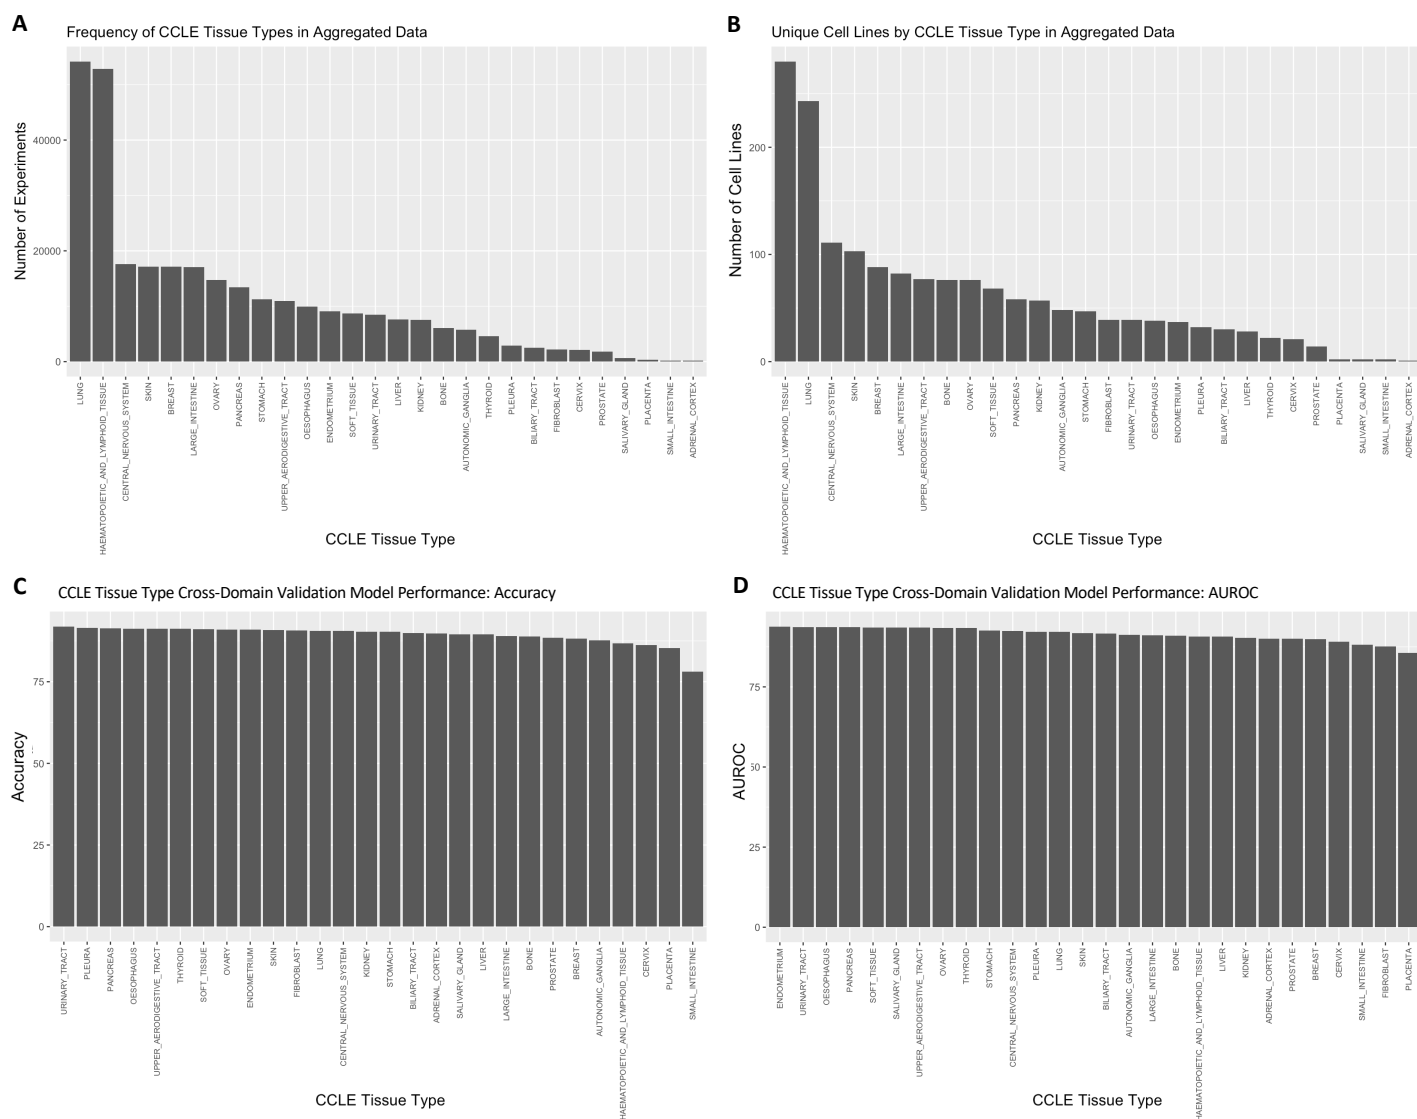 A
Frequency of CCLE Tissue Types in Aggregated Data
Number of Experiments
40000
20000
0
LUNG
HAEMATOPOIETIC_AND_LYMPHOID_TISSUE
CENTRAL_NERVOUS_SYSTEM
SKIN
BREAST
LARGE_INTESTINE
OVARY
PANCREAS
STOMACH
UPPER_AERODIGESTIVE_TRACT
OESOPHAGUS
ENDOMETRIUM
SOFT_TISSUE
URINARY_TRACT
LIVER
KIDNEY
BONE
AUTONOMIC_GANGLIA
THYROID
PLEURA
BILIARY_TRACT
FIBROBLAST
CERVIX
PROSTATE
SALIVARY_GLAND
PLACENTA
SMALL_INTESTINE
ADRENAL_CORTEX
CCLE Tissue Type
B
Unique Cell Lines by CCLE Tissue Type in Aggregated Data
Number of Cell Lines
200
100
0
HAEMATOPOIETIC_AND_LYMPHOID_TISSUE
LUNG
CENTRAL_NERVOUS_SYSTEM
SKIN
BREAST
LARGE_INTESTINE
UPPER_AERODIGESTIVE_TRACT
BONE
OVARY
SOFT_TISSUE
PANCREAS
KIDNEY
AUTONOMIC_GANGLIA
STOMACH
FIBROBLAST
URINARY_TRACT
OESOPHAGUS
ENDOMETRIUM
PLEURA
BILIARY_TRACT
LIVER
THYROID
CERVIX
PROSTATE
PLACENTA
SALIVARY_GLAND
SMALL_INTESTINE
ADRENAL_CORTEX
CCLE Tissue Type
C
CCLE Tissue Type Cross-Domain Validation Model Performance: Accuracy
Accuracy
75
50
25
0
URINARY_TRACT
PLEURA
PANCREAS
OESOPHAGUS
UPPER_AERODIGESTIVE_TRACT
THYROID
SOFT_TISSUE
OVARY
ENDOMETRIUM
SKIN
FIBROBLAST
LUNG
CENTRAL_NERVOUS_SYSTEM
KIDNEY
STOMACH
BILIARY_TRACT
ADRENAL_CORTEX
SALIVARY_GLAND
LIVER
LARGE_INTESTINE
BONE
PROSTATE
BREAST
AUTONOMIC_GANGLIA
HAEMATOPOIETIC_AND_LYMPHOID_TISSUE
CERVIX
PLACENTA
SMALL_INTESTINE
CCLE Tissue Type
D
CCLE Tissue Type Cross-Domain Validation Model Performance: AUROC
AUROC
75
50
25
0
ENDOMETRIUM
URINARY_TRACT
OESOPHAGUS
PANCREAS
SOFT_TISSUE
SALIVARY_GLAND
UPPER_AERODIGESTIVE_TRACT
OVARY
THYROID
STOMACH
CENTRAL_NERVOUS_SYSTEM
PLEURA
LUNG
SKIN
BILIARY_TRACT
AUTONOMIC_GANGLIA
LARGE_INTESTINE
BONE
HAEMATOPOIETIC_AND_LYMPHOID_TISSUE
LIVER
KIDNEY
ADRENAL_CORTEX
PROSTATE
BREAST
CERVIX
SMALL_INTESTINE
FIBROBLAST
PLACENTA
CCLE Tissue Type